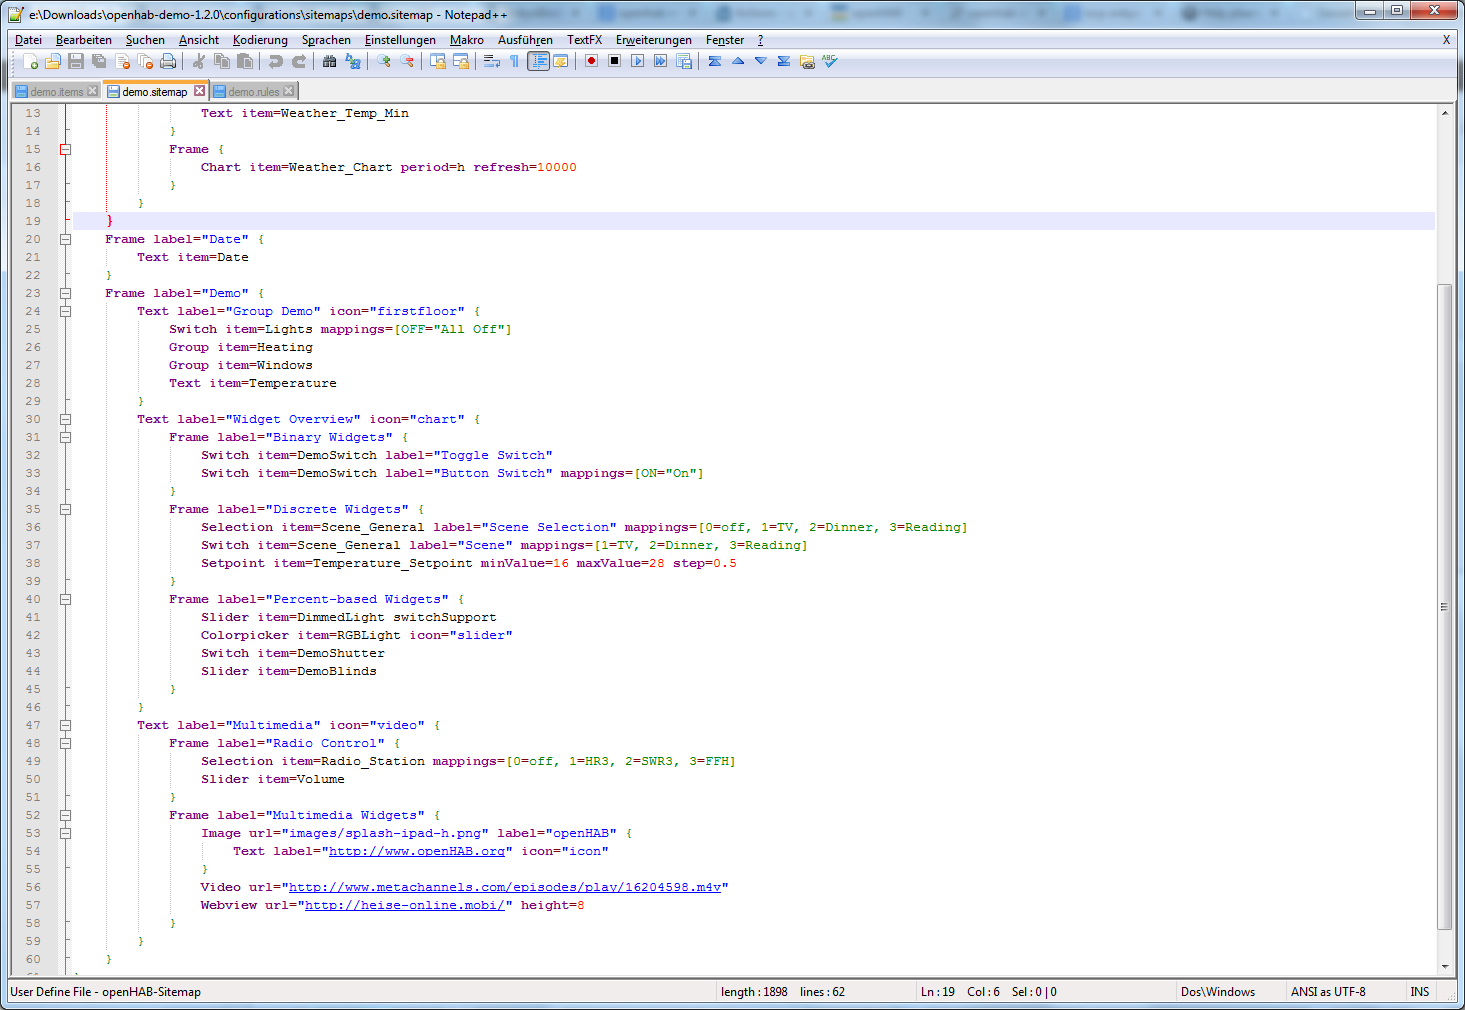 e:\Downloads\openhab-demo-1.2.0\configurations\sitemaps\demo.sitemap - Notepad++
Datei Bearbeiten Suchen Ansicht Kodierung Sprachen Einstellungen Makro Ausführen TextFX Erweiterungen Fenster ? X
demo.items demo.sitemap demo.rules
13 Text item=Weather_Temp_Min
14 }
15 Frame {
16 Chart item=Weather_Chart period=h refresh=10000
17 }
18 }
19 }
20 Frame label="Date" {
21 Text item=Date
22 }
23 Frame label="Demo" {
24 Text label="Group Demo" icon="firstfloor" {
25 Switch item=Lights mappings=[OFF="All Off"]
26 Group item=Heating
27 Group item=Windows
28 Text item=Temperature
29 }
30 Text label="Widget Overview" icon="chart" {
31 Frame label="Binary Widgets" {
32 Switch item=DemoSwitch label="Toggle Switch"
33 Switch item=DemoSwitch label="Button Switch" mappings=[ON="On"]
34 }
35 Frame label="Discrete Widgets" {
36 Selection item=Scene_General label="Scene Selection" mappings=[0=off, 1=TV, 2=Dinner, 3=Reading]
37 Switch item=Scene_General label="Scene" mappings=[1=TV, 2=Dinner, 3=Reading]
38 Setpoint item=Temperature_Setpoint minValue=16 maxValue=28 step=0.5
39 }
40 Frame label="Percent-based Widgets" {
41 Slider item=DimmedLight switchSupport
42 Colorpicker item=RGBLight icon="slider"
43 Switch item=DemoShutter
44 Slider item=DemoBlinds
45 }
46 }
47 Text label="Multimedia" icon="video" {
48 Frame label="Radio Control" {
49 Selection item=Radio_Station mappings=[0=off, 1=HR3, 2=SWR3, 3=FFH]
50 Slider item=Volume
51 }
52 Frame label="Multimedia Widgets" {
53 Image url="images/splash-ipad-h.png" label="openHAB" {
54 Text label="http://www.openHAB.org" icon="icon"
55 }
56 Video url="http://www.metachannels.com/episodes/play/16204598.m4v"
57 Webview url="http://heise-online.mobi/" height=8
58 }
59 }
60 }
User Define File - openHAB-Sitemap length : 1898 lines : 62 Ln : 19 Col : 6 Sel : 0 | 0 Dos\Windows ANSI as UTF-8 INS